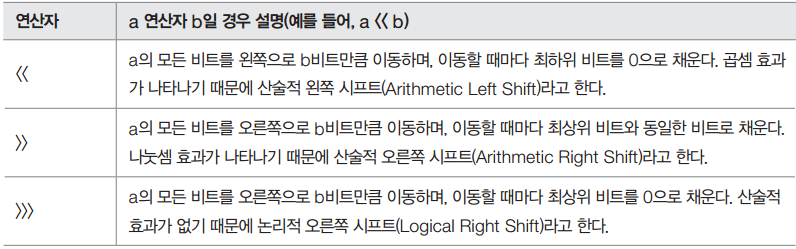 연산자 a 연산자 b일 경우 설명(예를 들어, a << b)
a의 모든 비트를 왼쪽으로 b비트만큼 이동하며, 이동할 때마다 최하위 비트를 0으로 채운다. 곱셈 효과
<<
가 나타나기 때문에 산술적 왼쪽 시프트(Arithmetic Left Shift)라고 한다.
a의 모든 비트를 오른쪽으로 b비트만큼 이동하며, 이동할 때마다 최상위 비트와 동일한 비트로 채운다.
>>
나눗셈 효과가 나타나기 때문에 산술적 오른쪽 시프트(Arithmetic Right Shift)라고 한다.
a의 모든 비트를 오른쪽으로 b비트만큼 이동하며, 이동할 때마다 최상위 비트를 0으로 채운다. 산술적
>>>
효과가 없기 때문에 논리적 오른쪽 시프트(Logical Right Shift)라고 한다.